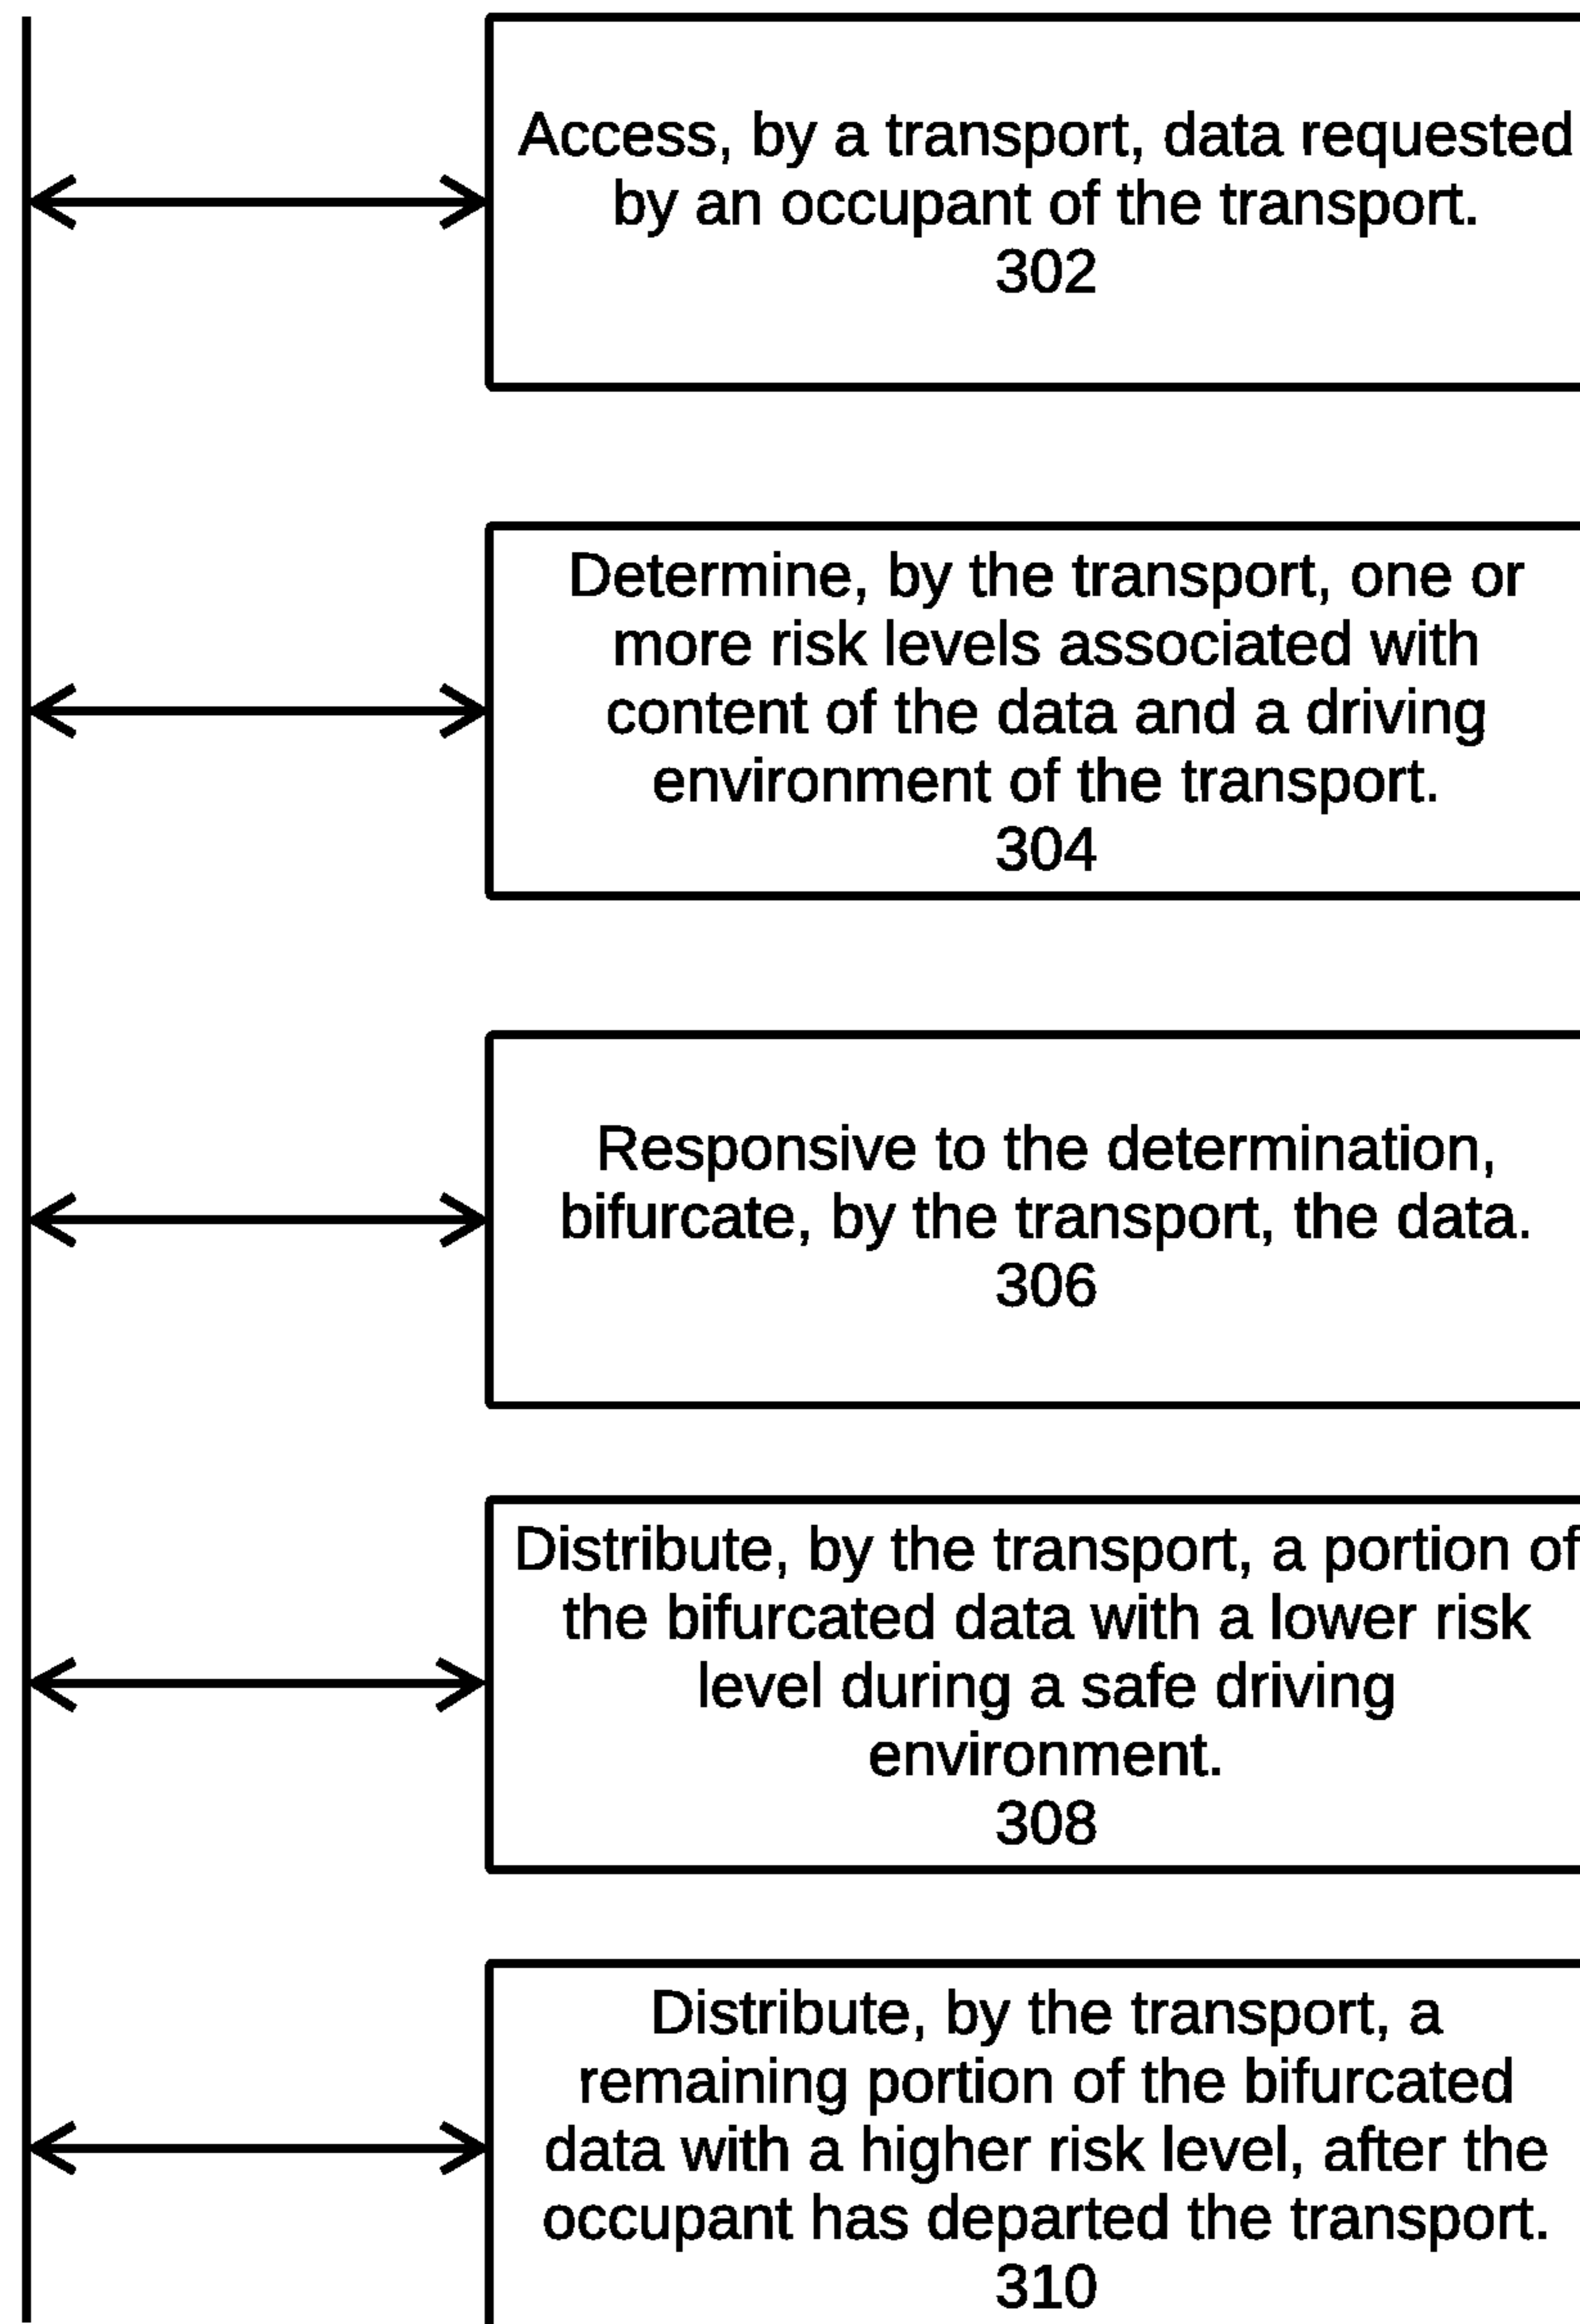 Access, by a transport, data requested
by an occupant of the transport.
302
Determine, by the transport, one or
more risk levels associated with
content of the data and a driving
environment of the transport.
304
Responsive to the determination,
bifurcate, by the transport, the data.
306
Distribute, by the transport, a portion of
the bifurcated data with a lower risk
level during a safe driving
environment.
308
Distribute, by the transport, a
remaining portion of the bifurcated
data with a higher risk level, after the
occupant has departed the transport.
310